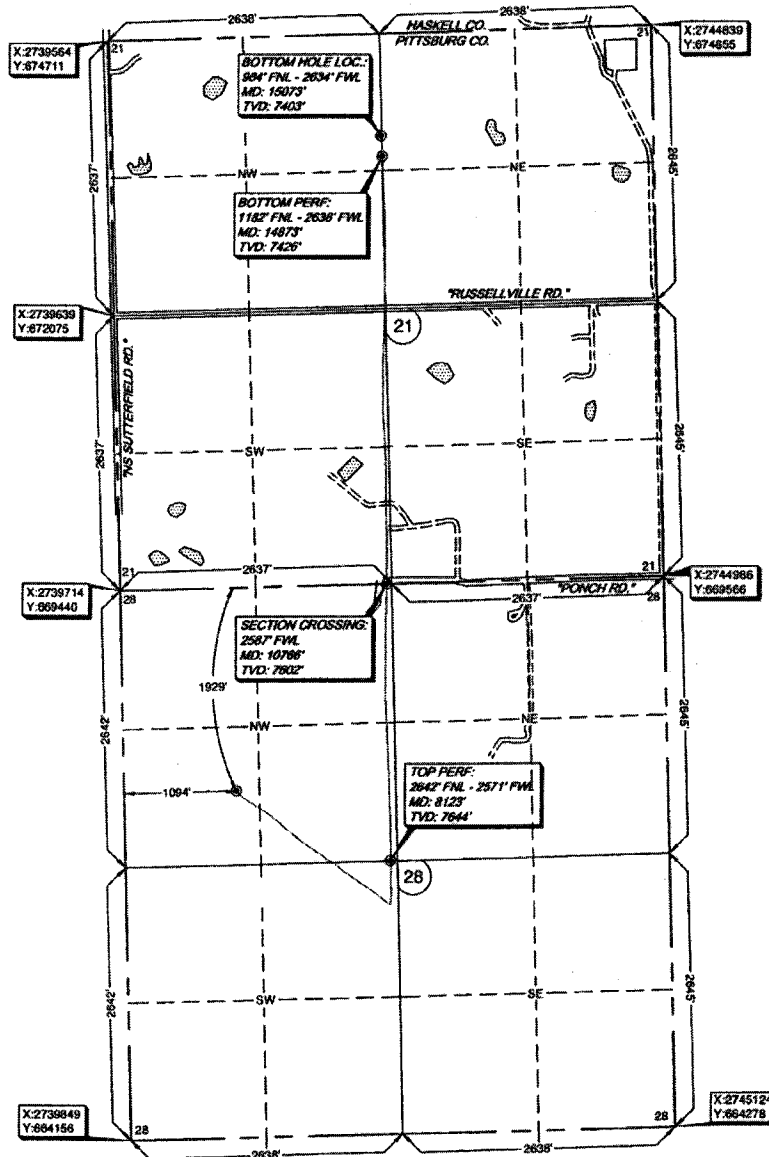 2638'
HASKELL CO.
PITTSBURG CO.
2638'
X:2739564
Y:674711
21
21
X:2744839
Y:674855
BOTTOM HOLE LOC.:
984' FNL - 2634' FWL
MD: 15073'
TVD: 7403'
2637'
NW
NE
2645'
BOTTOM PERF:
1182' FNL - 2638' FWL
MD: 14873'
TVD: 7426'
"RUSSELLVILLE RD."
X:2739639
Y:672075
21
"NS SUTTERFIELD RD."
2637'
SW
SE
2645'
21
2637'
21
X:2739714
Y:669440
28
2637'
"PONCH RD."
28
X:2744986
Y:669566
SECTION CROSSING:
2587' FWL
MD: 10766'
TVD: 7602'
1929'
2642'
NW
NE
2645'
1094'
TOP PERF:
2642' FNL - 2571' FWL
MD: 8123'
TVD: 7644'
28
2642'
SW
SE
2645'
X:2739849
Y:664156
28
28
X:2745124
Y:664278
2638'
2638'